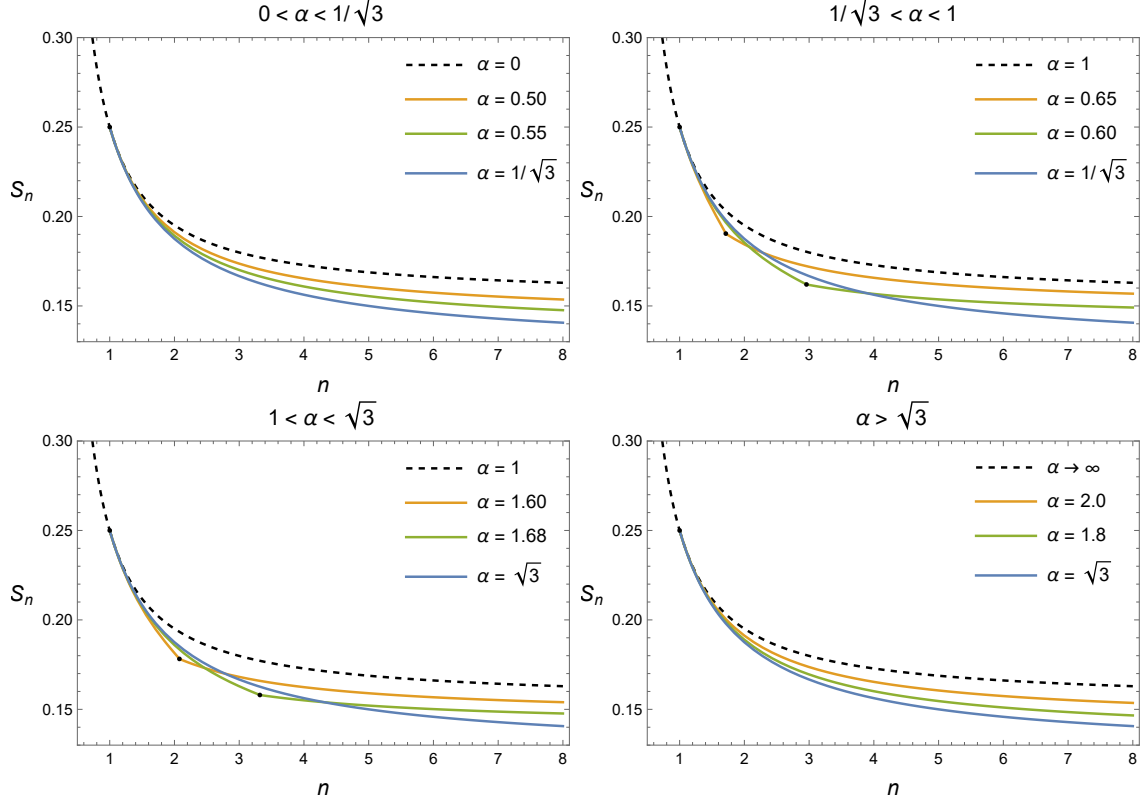 0 < α < 1/√3
0.30
0.25
0.20
0.15
Sn
1 2 3 4 5 6 7 8
n
α = 0
α = 0.50
α = 0.55
α = 1/√3
1/√3 < α < 1
0.30
0.25
0.20
0.15
Sn
1 2 3 4 5 6 7 8
n
α = 1
α = 0.65
α = 0.60
α = 1/√3
1 < α < √3
0.30
0.25
0.20
0.15
Sn
1 2 3 4 5 6 7 8
n
α = 1
α = 1.60
α = 1.68
α = √3
α > √3
0.30
0.25
0.20
0.15
Sn
1 2 3 4 5 6 7 8
n
α → ∞
α = 2.0
α = 1.8
α = √3